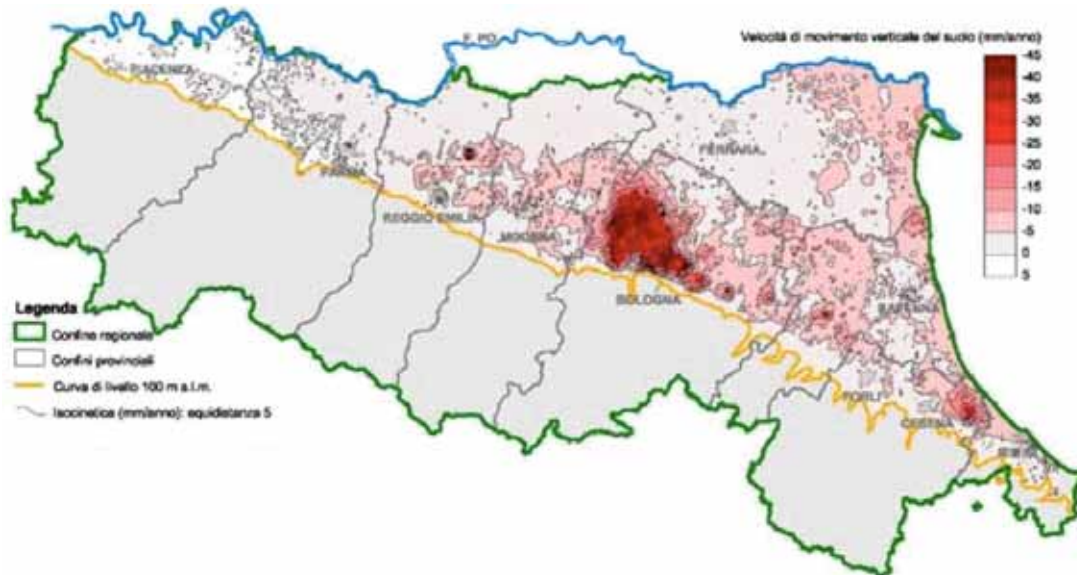 F. PO
Velocità di movimento verticale del suolo (mm/anno)
-45
-40
-35
-30
-25
-20
-15
-10
-5
0
5
PIACENZA
PARMA
REGGIO EMILIA
MODENA
BOLOGNA
FERRARA
RAVENNA
FORLI'
CESENA
Legenda
Confine regionale
Confini provinciali
Curva di livello 100 m s.l.m.
Isocinetica (mm/anno): equidistanza 5